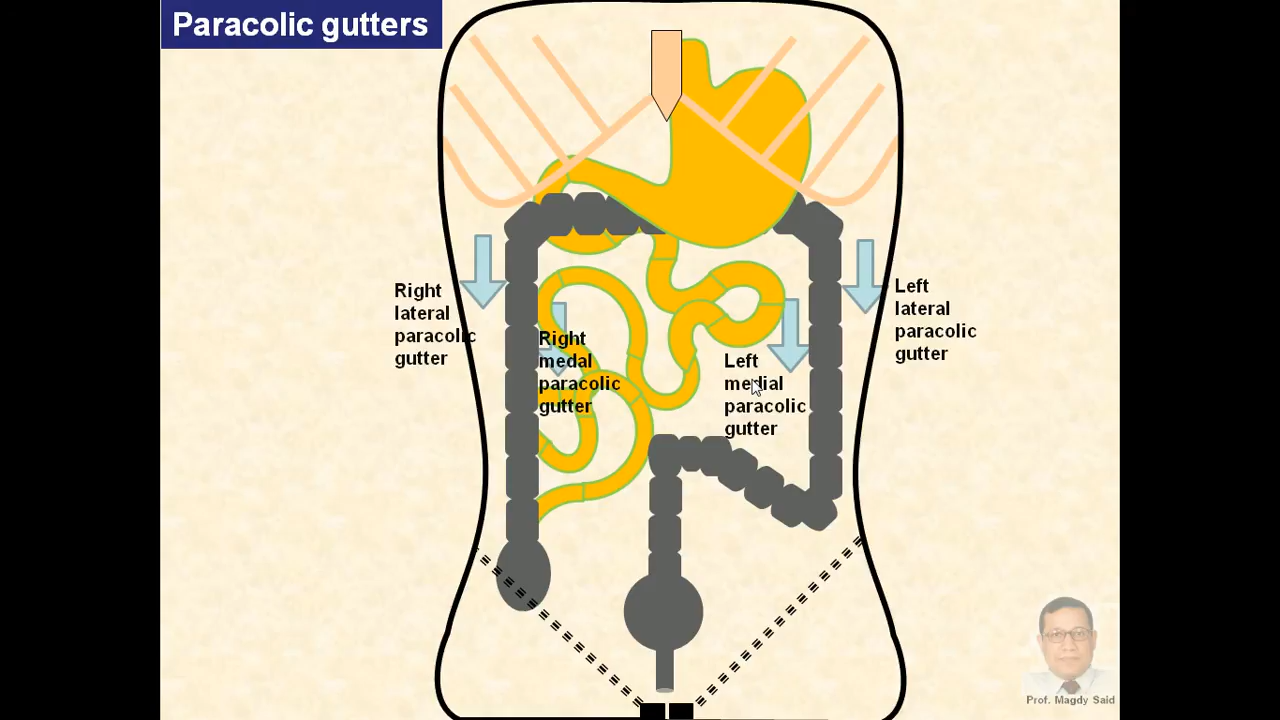 Paracolic gutters
Right
lateral
paracolic
gutter
Right
medal
paracolic
gutter
Left
medial
paracolic
gutter
Left
lateral
paracolic
gutter
Prof. Magdy Said